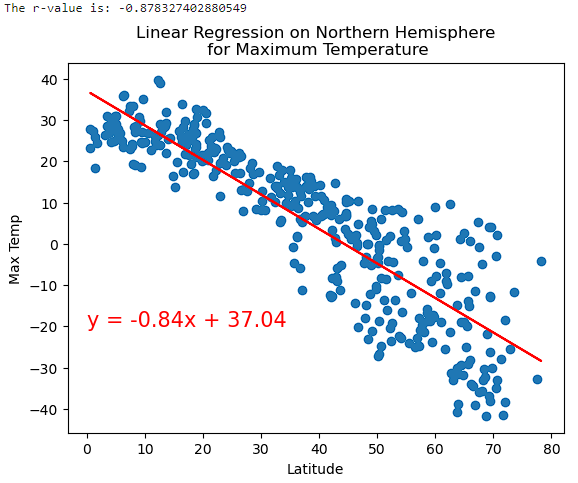 The r-value is: -0.878327402880549
Linear Regression on Northern Hemisphere
for Maximum Temperature
40
30
20
10
0
−10
−20
−30
−40
Max Temp
y = -0.84x + 37.04
0 10 20 30 40 50 60 70 80
Latitude